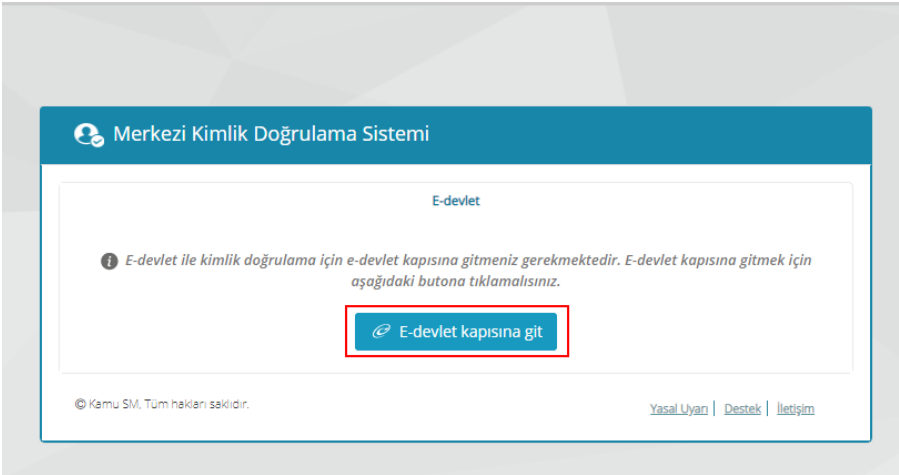 Merkezi Kimlik Doğrulama Sistemi
E-devlet
E-devlet ile kimlik doğrulama için e-devlet kapısına gitmeniz gerekmektedir. E-devlet kapısına gitmek için
aşağıdaki butona tıklamalısınız.
E-devlet kapısına git
© Kamu SM, Tüm hakları saklıdır.
Yasal Uyarı | Destek | İletişim